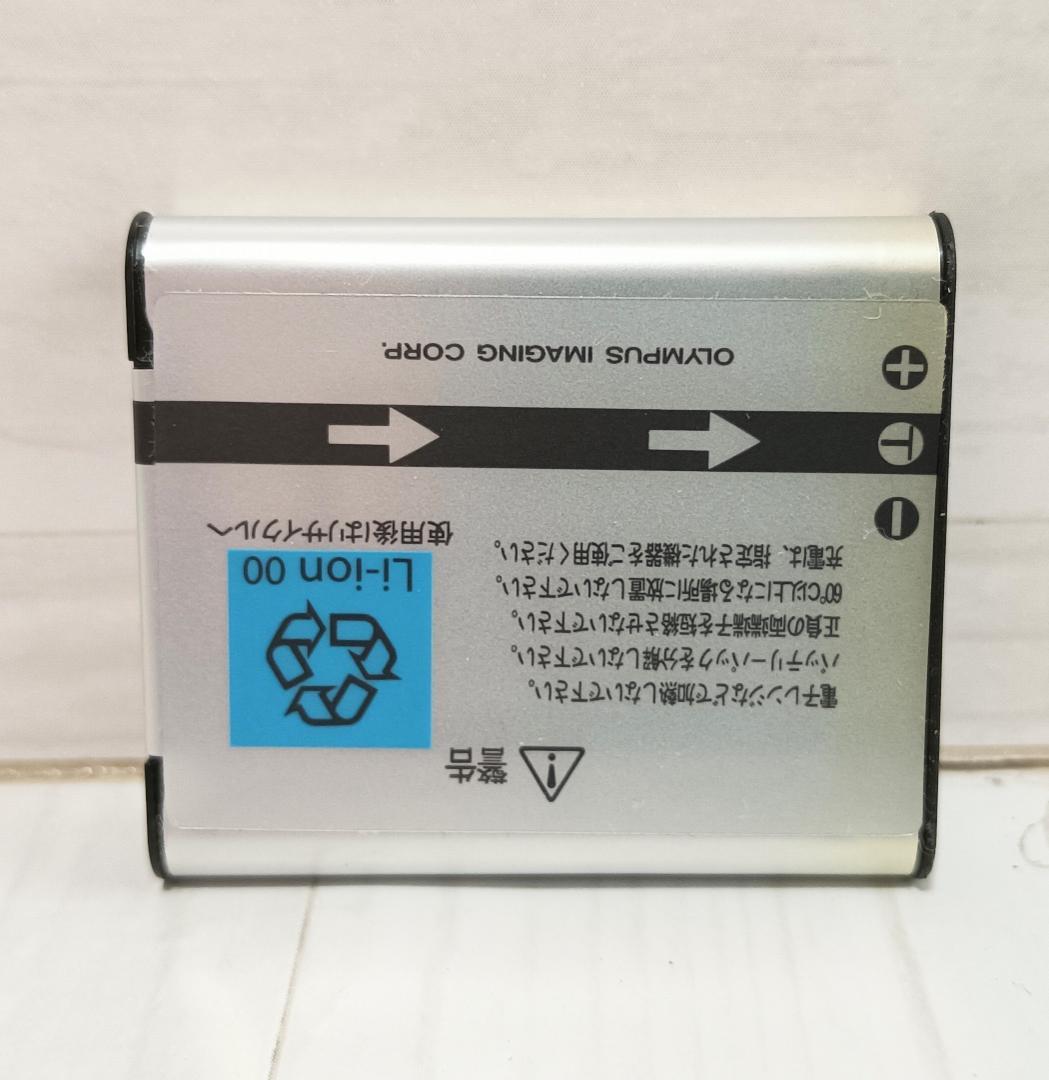 警告
電子レンジなどで加熱しないで下さい。
バッテリーパックを分解しないで下さい。
正負の両端端子を短絡させないで下さい。
60°C以上になる場所に放置しないで下さい。
充電は、指定された機器をご使用ください。
Li-ion 00
使用後はリサイクルへ
T
OLYMPUS IMAGING CORP.